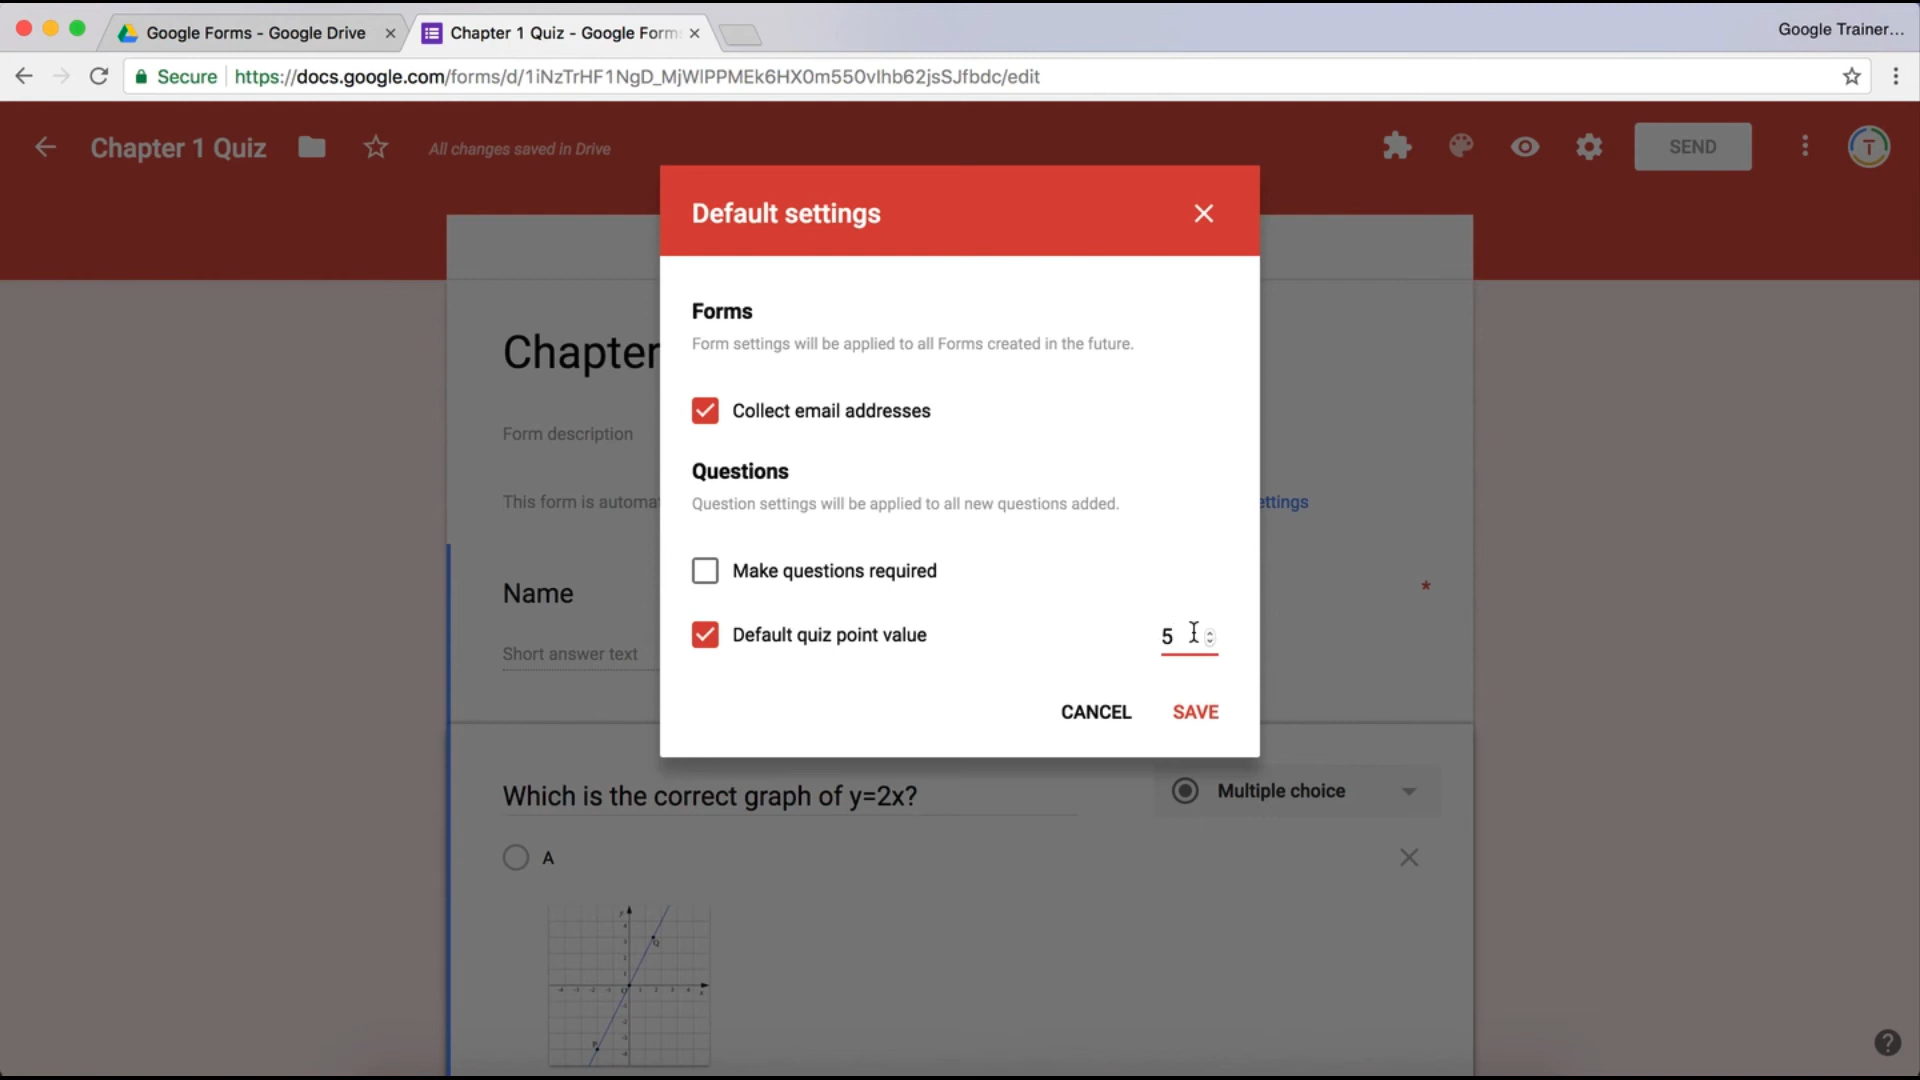 Google Forms - Google Drive
Chapter 1 Quiz - Google Form
Google Trainer...
Secure
https://docs.google.com/forms/d/1iNzTrHF1NgD_MjWlPPMEk6HX0m550vIhb62jsSJfbdc/edit
Chapter 1 Quiz
All changes saved in Drive
SEND
T
Default settings
Forms
Form settings will be applied to all Forms created in the future.
Chapter
Collect email addresses
Form description
Questions
Question settings will be applied to all new questions added.
This form is automa
ettings
Make questions required
Name
*
Default quiz point value
5
Short answer text
CANCEL
SAVE
Which is the correct graph of y=2x?
Multiple choice
A
y
Q
x
P
?